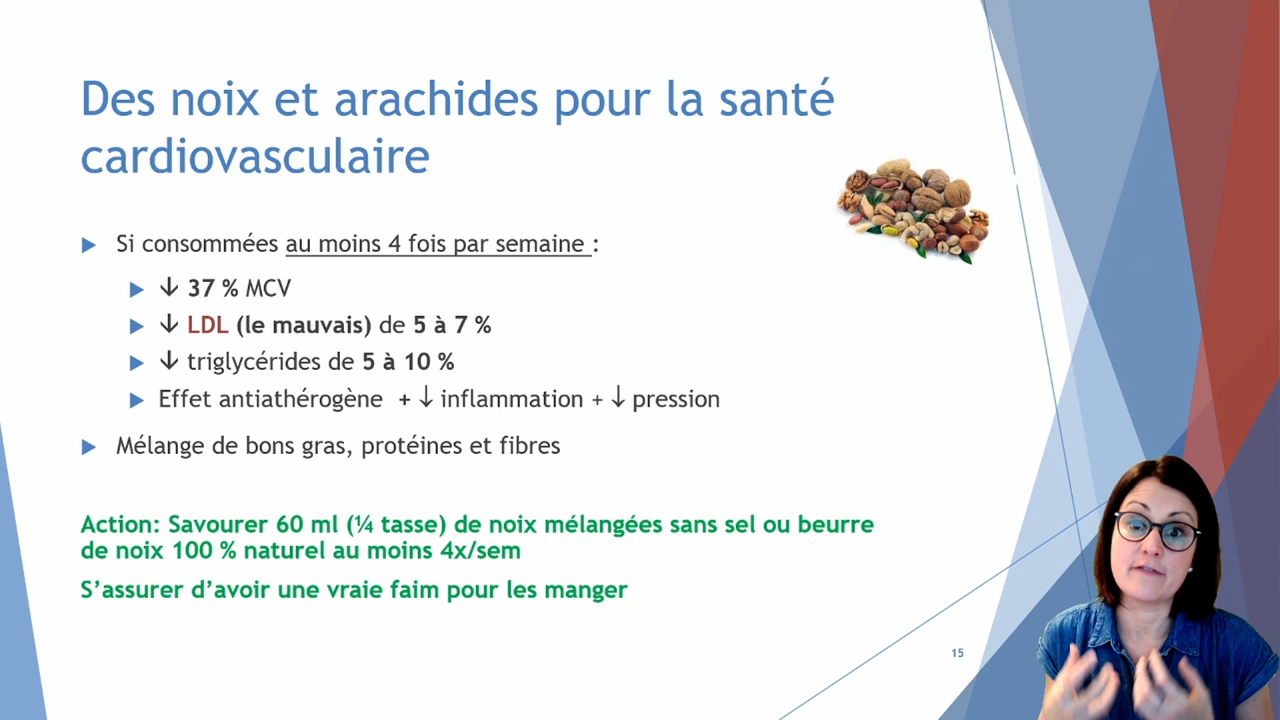 Des noix et arachides pour la santé
cardiovasculaire
Si consommées au moins 4 fois par semaine :
↓ 37 % MCV
↓ LDL (le mauvais) de 5 à 7 %
↓ triglycérides de 5 à 10 %
Effet antiathérogène + ↓ inflammation + ↓ pression
Mélange de bons gras, protéines et fibres
Action: Savourer 60 ml (¼ tasse) de noix mélangées sans sel ou beurre
de noix 100 % naturel au moins 4x/sem
S’assurer d’avoir une vraie faim pour les manger
15